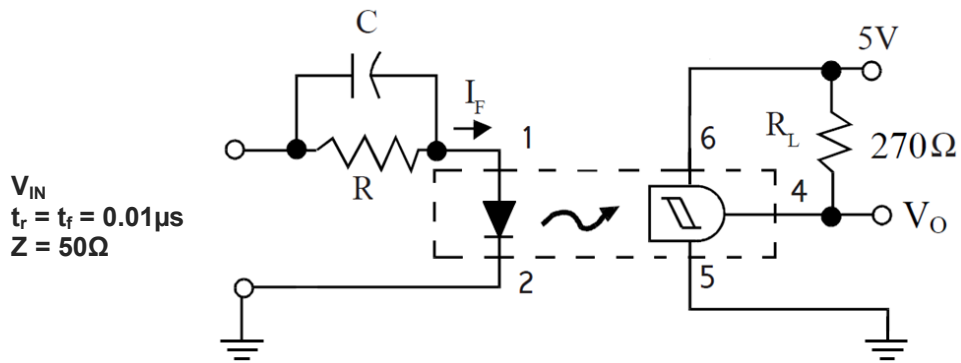 C
5V
I_F
1
6
R_L
270Ω
R
4
V_IN
t_r = t_f = 0.01µs
Z = 50Ω
V_O
2
5